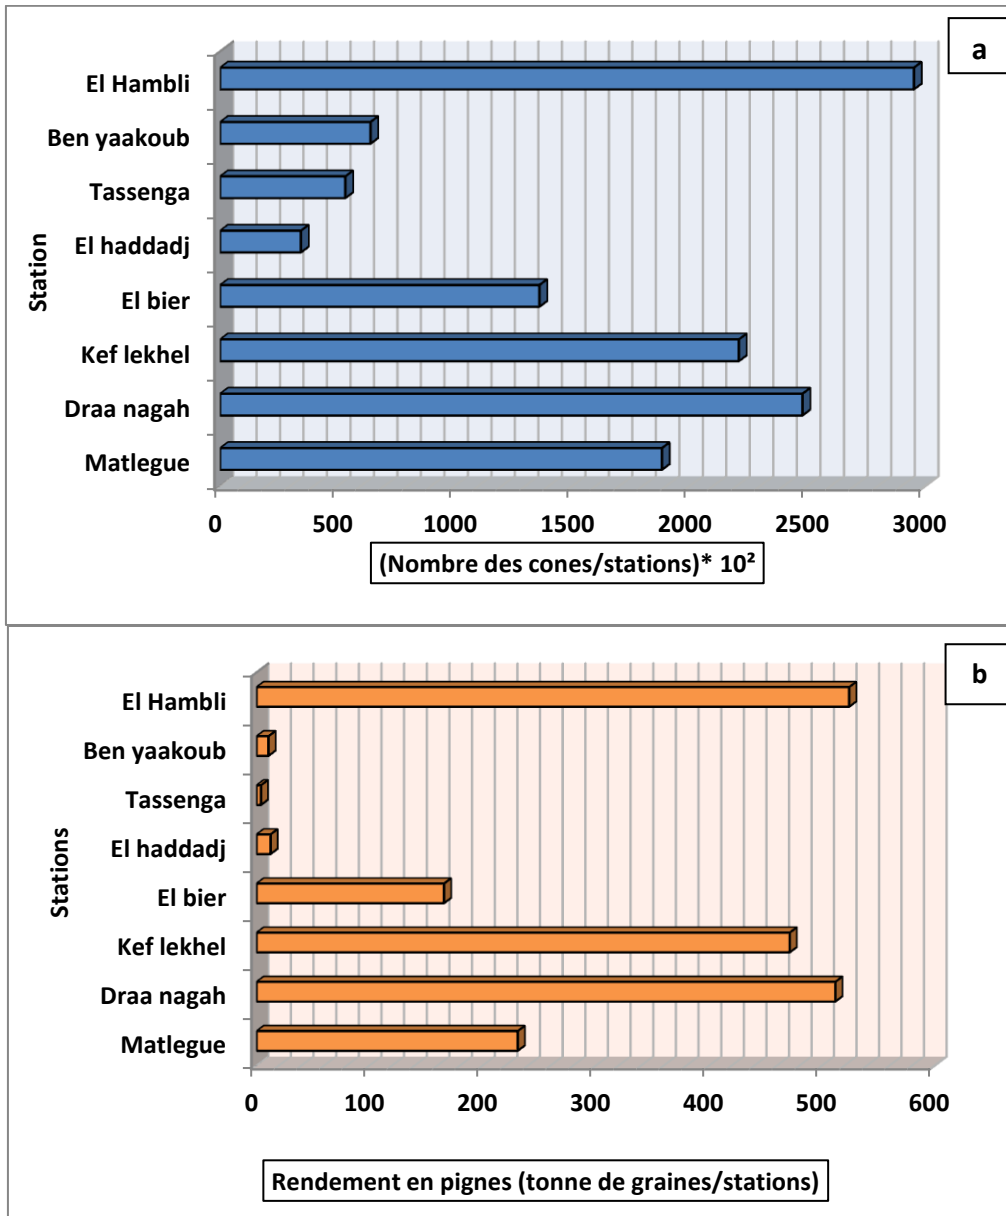 a
El Hambli
Ben yaakoub
Tassenga
El haddadj
El bier
Kef lekhel
Draa nagah
Matlegue
Station
0 500 1000 1500 2000 2500 3000
(Nombre des cones/stations)* 10²
b
El Hambli
Ben yaakoub
Tassenga
El haddadj
El bier
Kef lekhel
Draa nagah
Matlegue
Stations
0 100 200 300 400 500 600
Rendement en pignes (tonne de graines/stations)